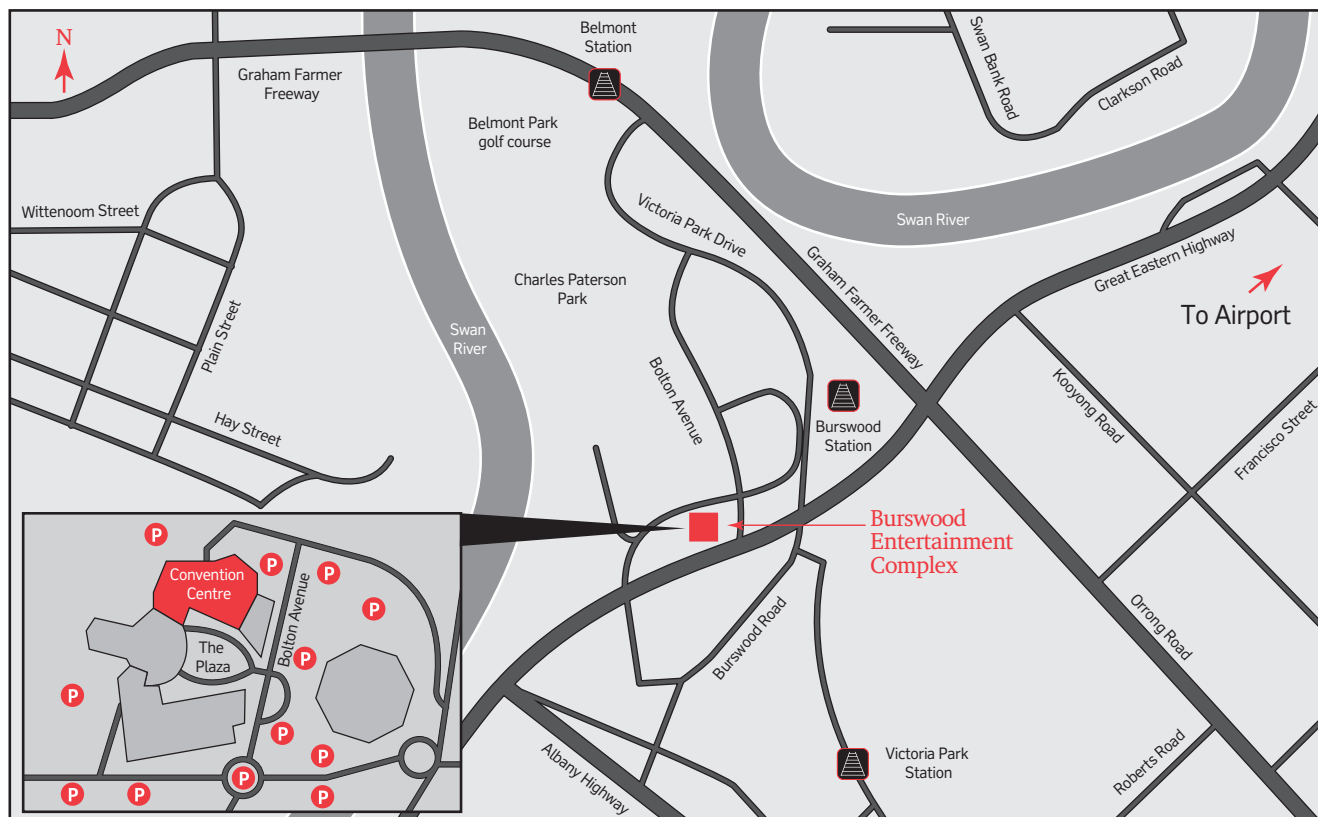 N
Graham Farmer
Freeway
Belmont
Station
Swan Bank Road
Clarkson Road
Belmont Park
golf course
Wittenoom Street
Victoria Park Drive
Swan River
Great Eastern Highway
To Airport
Charles Paterson
Park
Graham Farmer Freeway
Plain Street
Swan
River
Bolton Avenue
Kooyong Road
Hay Street
Burswood
Station
Francisco Street
Burswood
Entertainment
Complex
Orrong Road
Burswood Road
Albany Highway
Victoria Park
Station
Roberts Road
P
P
P
P
Convention
Centre
Bolton Avenue
The
Plaza
P
P
P
P
P
P
P
P